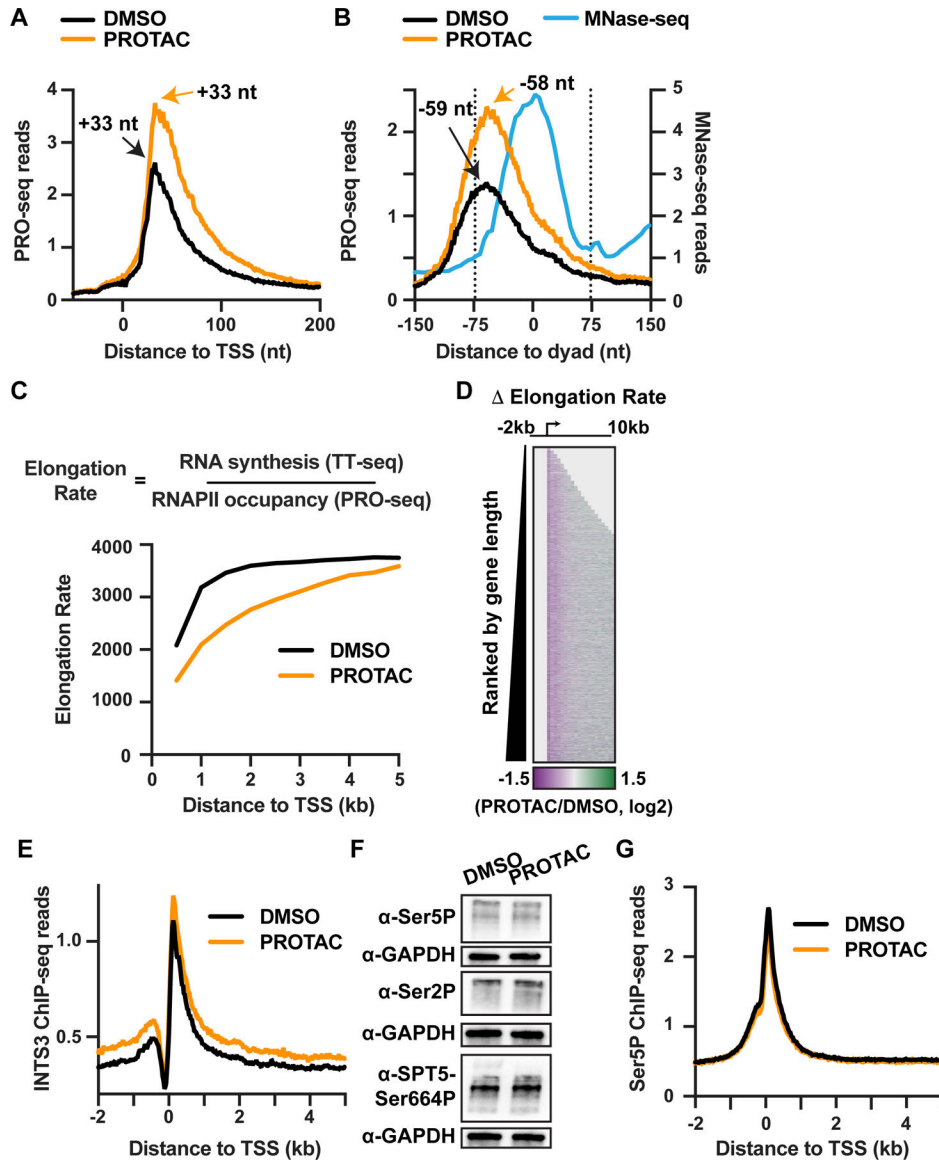 A
DMSO
PROTAC
+33 nt
+33 nt
PRO-seq reads
4
3
2
1
0
0
100
200
Distance to TSS (nt)
B
DMSO
MNase-seq
PROTAC
-58 nt
-59 nt
PRO-seq reads
2
1
0
5
4
3
2
1
0
MNase-seq reads
-150
-75
0
75
150
Distance to dyad (nt)
C
Elongation Rate = RNA synthesis (TT-seq)
RNAPII occupancy (PRO-seq)
Elongation Rate
4000
3000
2000
1000
0
DMSO
PROTAC
0
1
2
3
4
5
Distance to TSS (kb)
D
Δ Elongation Rate
-2kb
10kb
Ranked by gene length
-1.5
1.5
(PROTAC/DMSO, log2)
E
INTS3 ChIP-seq reads
1.0
0.5
DMSO
PROTAC
-2
0
2
4
Distance to TSS (kb)
F
DMSO
PROTAC
α-Ser5P
α-GAPDH
α-Ser2P
α-GAPDH
α-SPT5-
Ser664P
α-GAPDH
G
Ser5P ChIP-seq reads
3
2
1
0
DMSO
PROTAC
-2
0
2
4
Distance to TSS (kb)